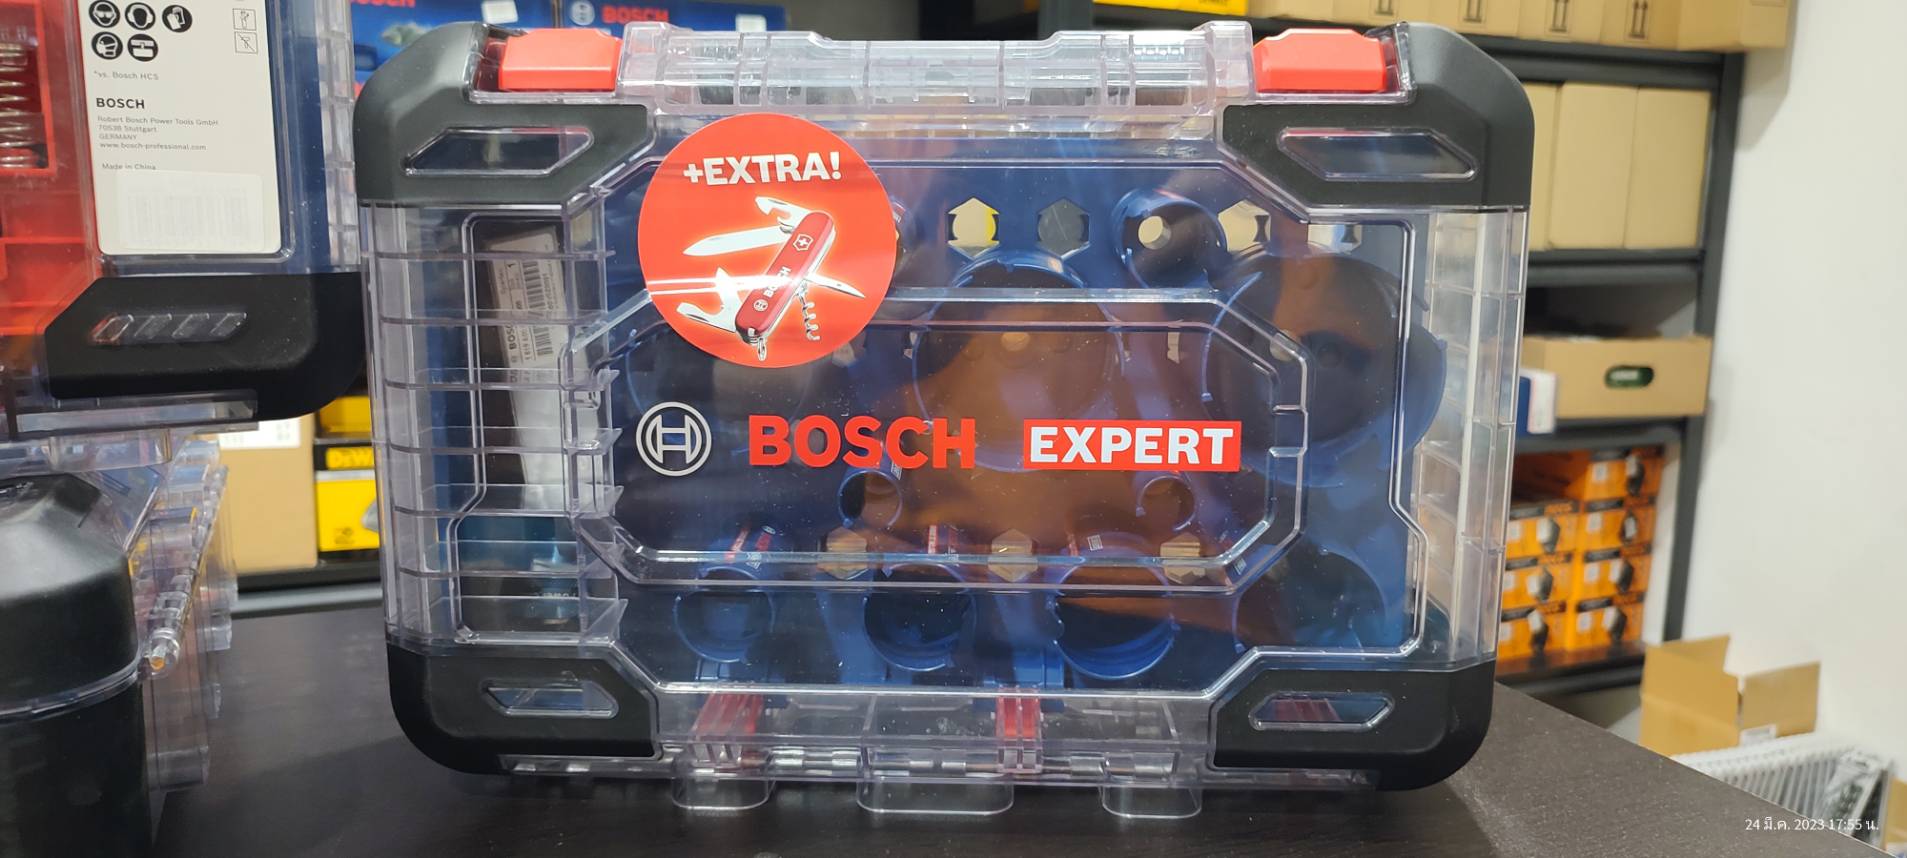 BOSCH
*vs. Bosch HCS
BOSCH
Robert Bosch Power Tools GmbH
70538 Stuttgart
GERMANY
www.bosch-professional.com
Made in China
+EXTRA!
BOSCH
BOSCH EXPERT
24 มี.ค. 2023 17:55 น.